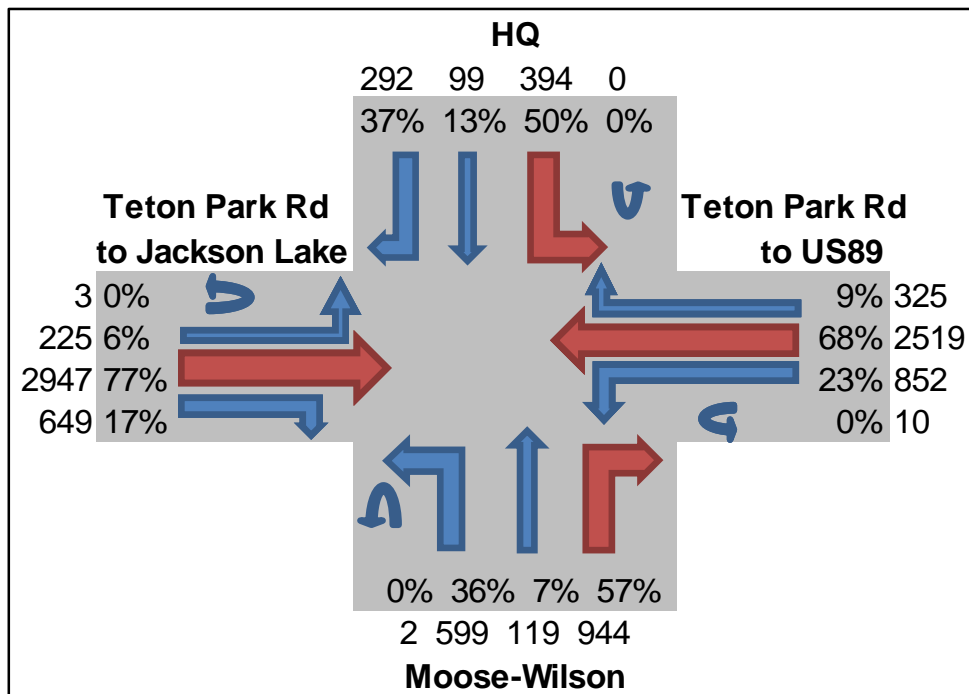 HQ
292 99 394 0
37% 13% 50% 0%
Teton Park Rd
to Jackson Lake
Teton Park Rd
to US89
3 0%
225 6%
2947 77%
649 17%
9% 325
68% 2519
23% 852
0% 10
0% 36% 7% 57%
2 599 119 944
Moose-Wilson